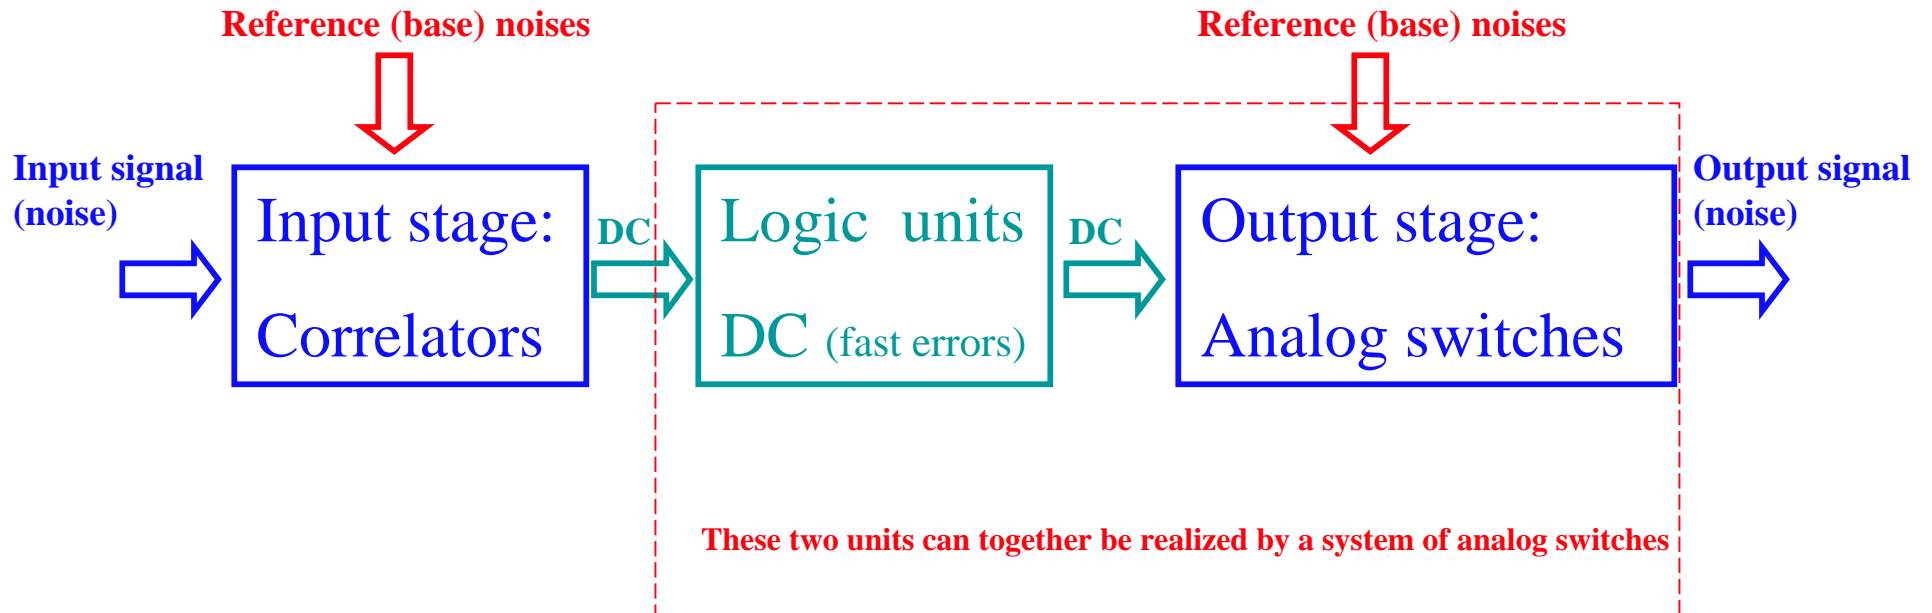 Reference (base) noises
Reference (base) noises
Input signal
(noise)
Input stage:
Correlators
DC
Logic units
DC (fast errors)
DC
Output stage:
Analog switches
Output signal
(noise)
These two units can together be realized by a system of analog switches